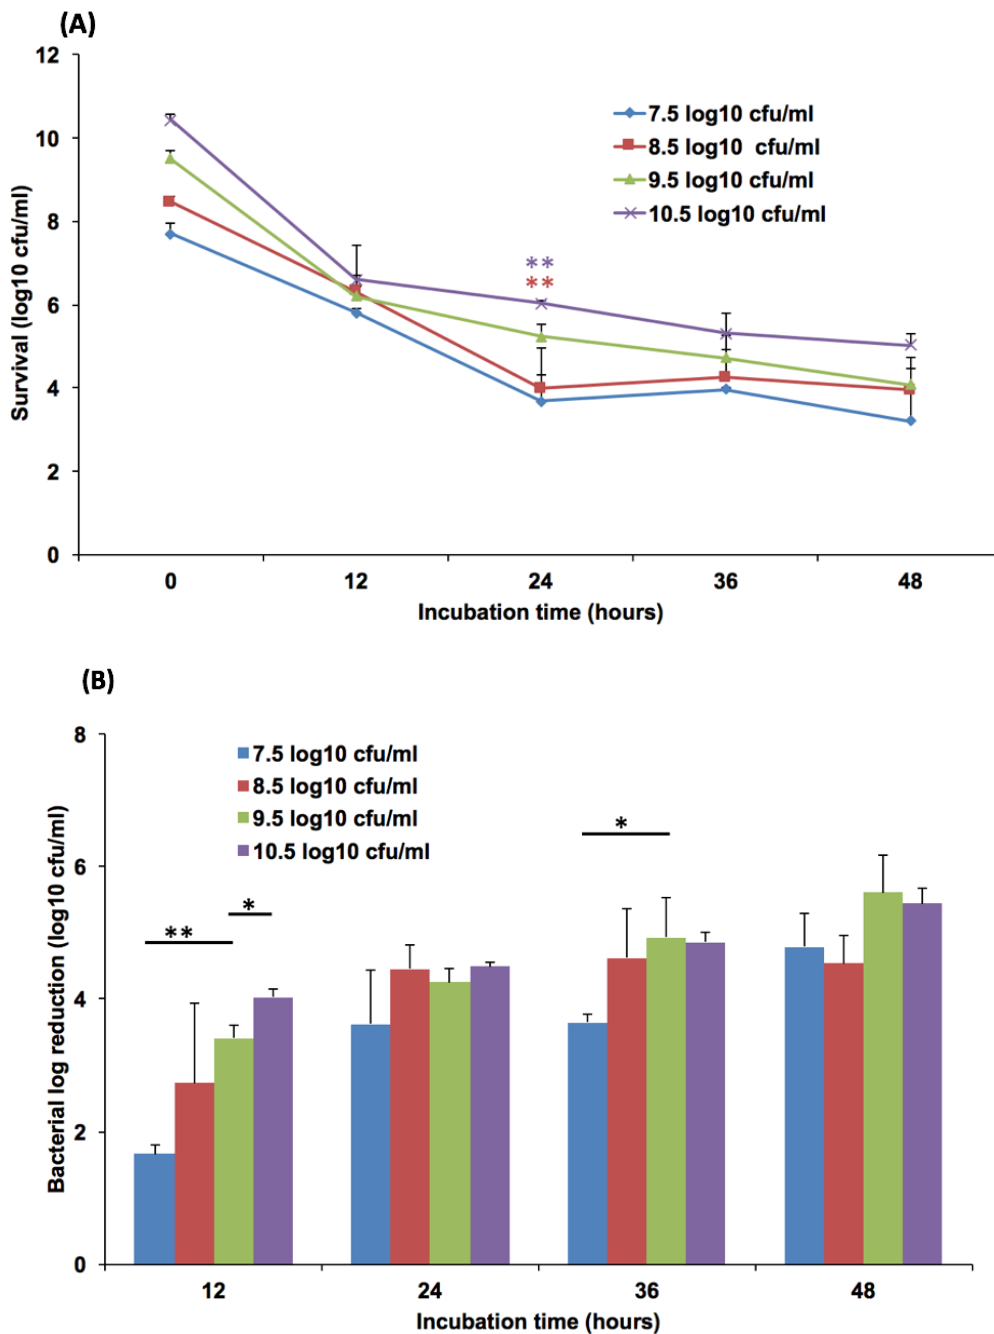 (A)
12
10
8
6
4
2
0
Survival (log10 cfu/ml)
7.5 log10 cfu/ml
8.5 log10 cfu/ml
9.5 log10 cfu/ml
10.5 log10 cfu/ml
**
**
0 12 24 36 48
Incubation time (hours)
(B)
8
6
4
2
0
Bacterial log reduction (log10 cfu/ml)
7.5 log10 cfu/ml
8.5 log10 cfu/ml
9.5 log10 cfu/ml
10.5 log10 cfu/ml
*
*
**
12 24 36 48
Incubation time (hours)